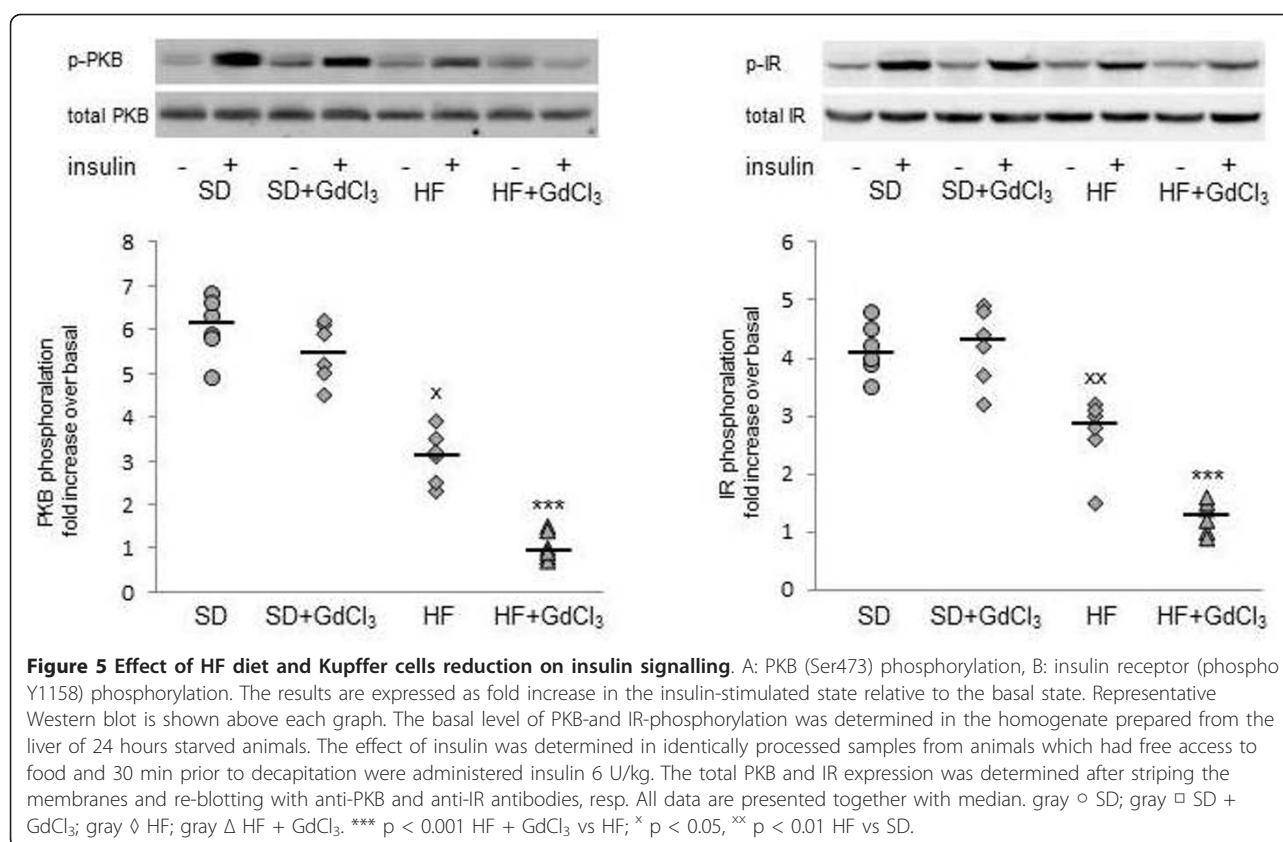 p-PKB
total PKB
insulin - + - + - + - +
SD SD+GdCl₃ HF HF+GdCl₃
8
7
6
5
4
3
2
1
0
PKB phosphoralation
fold increase over basal
x
***
SD SD+GdCl₃ HF HF+GdCl₃
p-IR
total IR
insulin - + - + - + - +
SD SD+GdCl₃ HF HF+GdCl₃
6
5
4
3
2
1
0
IR phosphoralation
fold increase over basal
xx
***
SD SD+GdCl₃ HF HF+GdCl₃
Figure 5 Effect of HF diet and Kupffer cells reduction on insulin signalling. A: PKB (Ser473) phosphorylation, B: insulin receptor (phospho
Y1158) phosphorylation. The results are expressed as fold increase in the insulin-stimulated state relative to the basal state. Representative
Western blot is shown above each graph. The basal level of PKB-and IR-phosphorylation was determined in the homogenate prepared from the
liver of 24 hours starved animals. The effect of insulin was determined in identically processed samples from animals which had free access to
food and 30 min prior to decapitation were administered insulin 6 U/kg. The total PKB and IR expression was determined after striping the
membranes and re-blotting with anti-PKB and anti-IR antibodies, resp. All data are presented together with median. gray ○ SD; gray □ SD +
GdCl₃; gray ◊ HF; gray Δ HF + GdCl₃. *** p < 0.001 HF + GdCl₃ vs HF; ˣ p < 0.05, ˣˣ p < 0.01 HF vs SD.